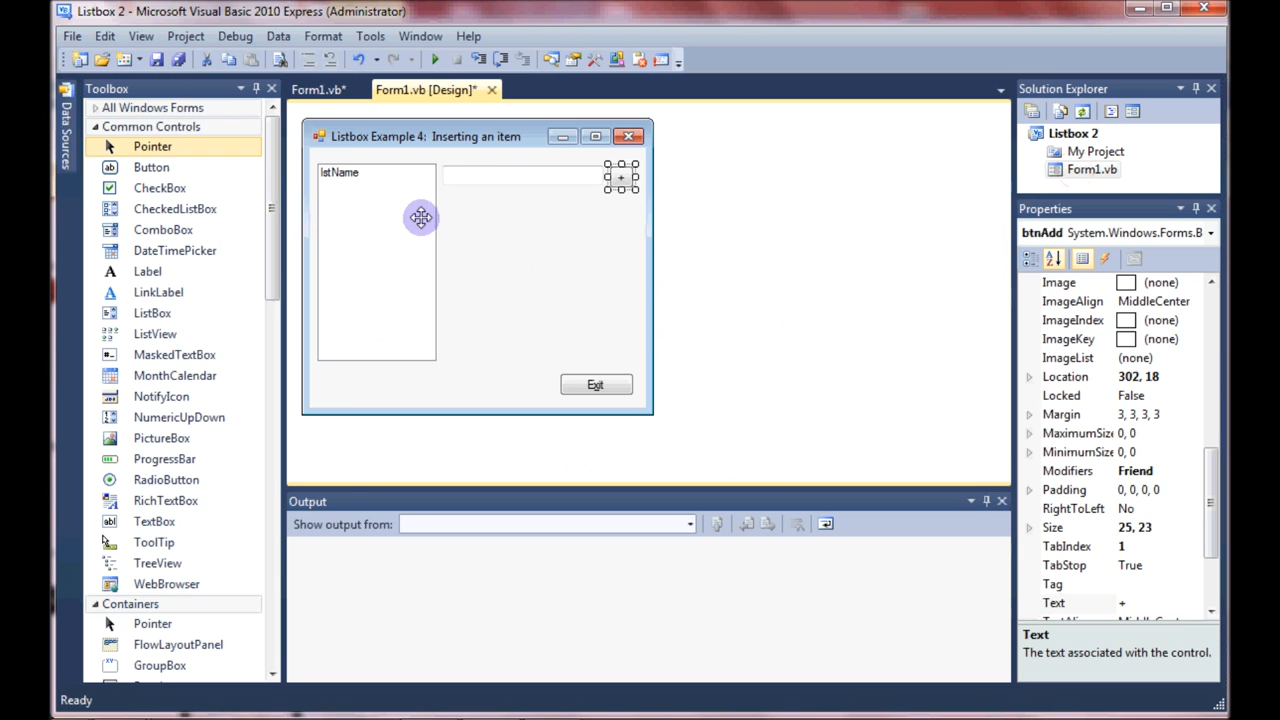 Listbox 2 - Microsoft Visual Basic 2010 Express (Administrator)
File Edit View Project Debug Data Format Tools Window Help
Data Sources
Toolbox
All Windows Forms
Common Controls
Pointer
Button
CheckBox
CheckedListBox
ComboBox
DateTimePicker
Label
LinkLabel
ListBox
ListView
MaskedTextBox
MonthCalendar
NotifyIcon
NumericUpDown
PictureBox
ProgressBar
RadioButton
RichTextBox
TextBox
ToolTip
TreeView
WebBrowser
Containers
Pointer
FlowLayoutPanel
GroupBox
Form1.vb* Form1.vb [Design]*
Listbox Example 4: Inserting an item
lstName
+
Exit
Output
Show output from:
Solution Explorer
Listbox 2
My Project
Form1.vb
Properties
btnAdd System.Windows.Forms.B
Image (none)
ImageAlign MiddleCenter
ImageIndex (none)
ImageKey (none)
ImageList (none)
Location 302, 18
Locked False
Margin 3, 3, 3, 3
MaximumSize 0, 0
MinimumSize 0, 0
Modifiers Friend
Padding 0, 0, 0, 0
RightToLeft No
Size 25, 23
TabIndex 1
TabStop True
Tag
Text +
Text
The text associated with the control.
Ready